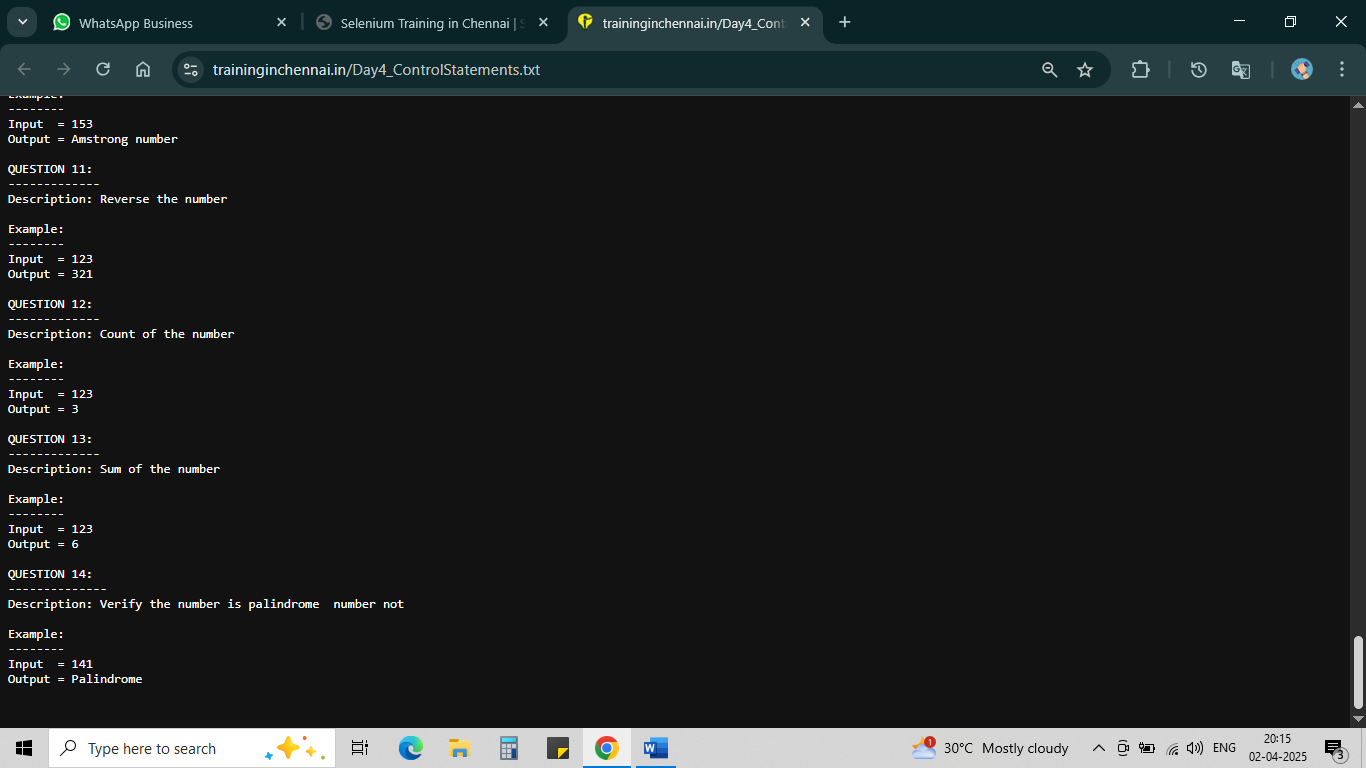 WhatsApp Business
Selenium Training in Chennai |
traininginchennai.in/Day4_Cont
traininginchennai.in/Day4_ControlStatements.txt
Example:
--------
Input  = 153
Output = Amstrong number
QUESTION 11:
-------------
Description: Reverse the number
Example:
--------
Input  = 123
Output = 321
QUESTION 12:
-------------
Description: Count of the number
Example:
--------
Input  = 123
Output = 3
QUESTION 13:
-------------
Description: Sum of the number
Example:
--------
Input  = 123
Output = 6
QUESTION 14:
--------------
Description: Verify the number is palindrome  number not
Example:
--------
Input  = 141
Output = Palindrome
Type here to search
1
30°C Mostly cloudy
ENG
20:15
02-04-2025
3